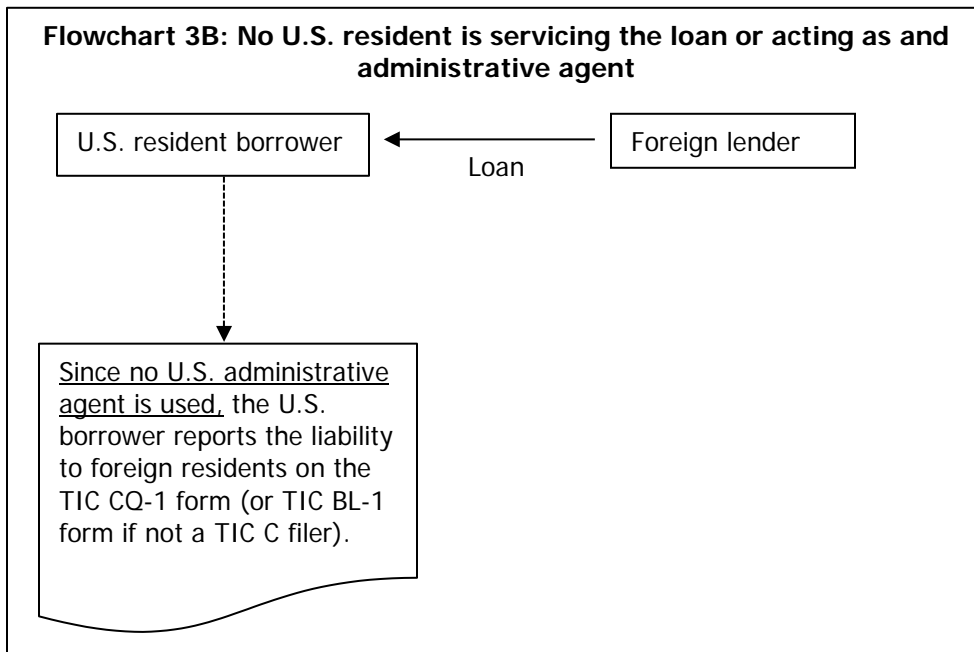 Flowchart 3B: No U.S. resident is servicing the loan or acting as and
administrative agent
U.S. resident borrower
Foreign lender
Loan
Since no U.S. administrative
agent is used, the U.S.
borrower reports the liability
to foreign residents on the
TIC CQ-1 form (or TIC BL-1
form if not a TIC C filer).